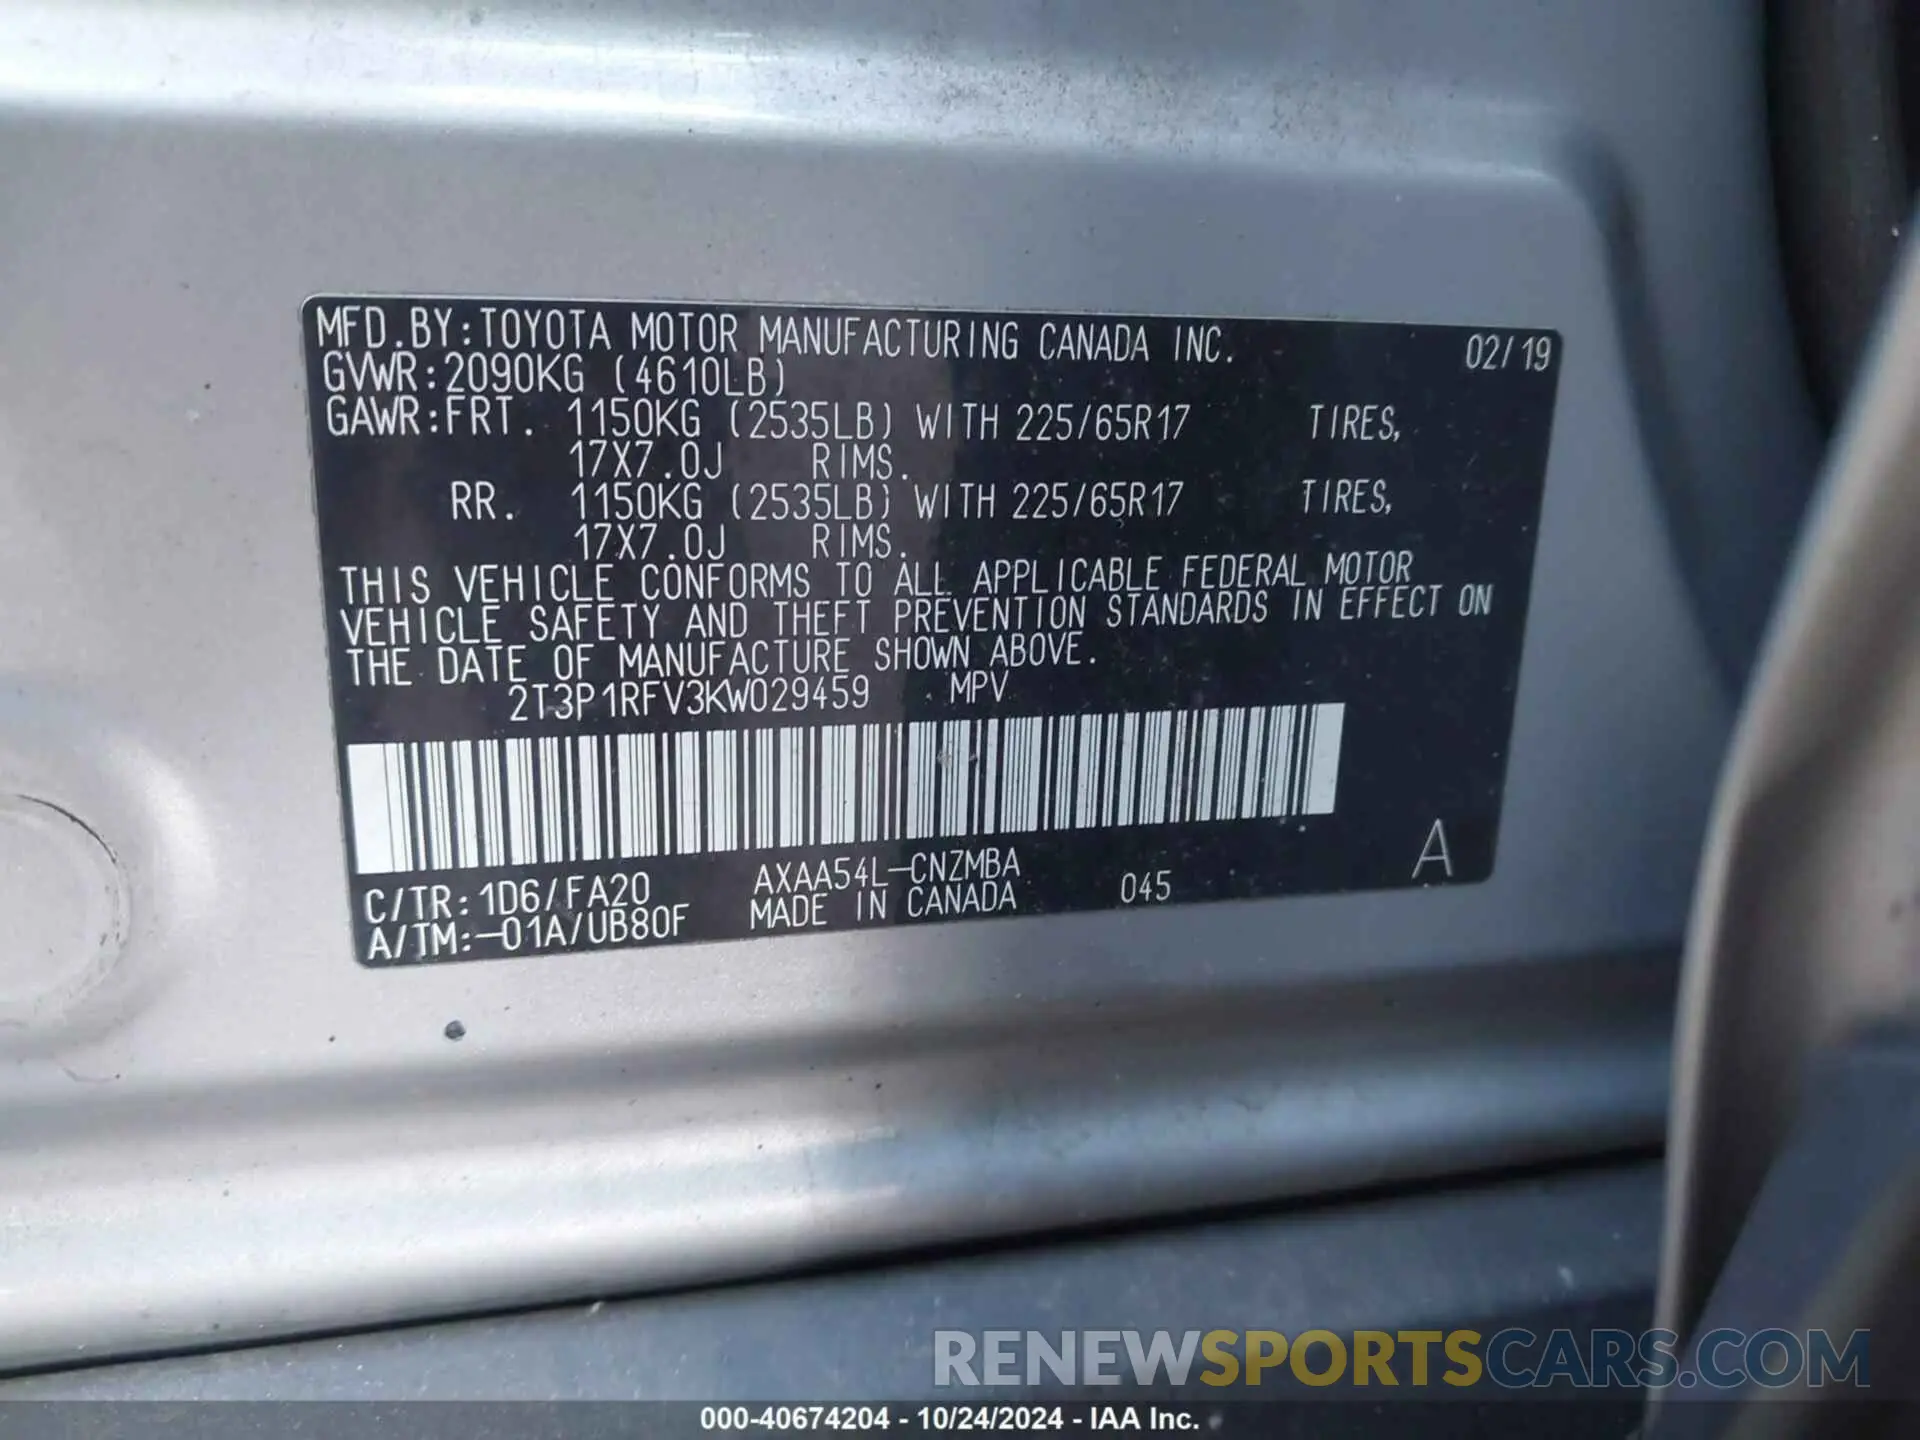 MFD.BY:TOYOTA MOTOR MANUFACTURING CANADA INC. 02/19
GVWR:2090KG (4610LB)
GAWR:FRT. 1150KG (2535LB) WITH 225/65R17 TIRES,
17X7.0J RIMS.
RR. 1150KG (2535LB) WITH 225/65R17 TIRES,
17X7.0J RIMS.
THIS VEHICLE CONFORMS TO ALL APPLICABLE FEDERAL MOTOR
VEHICLE SAFETY AND THEFT PREVENTION STANDARDS IN EFFECT ON
THE DATE OF MANUFACTURE SHOWN ABOVE.
2T3P1RFV3KW029459 MPV
C/TR:1D6/FA20 AXAA54L-CNZMBA 045 A
A/TM:-01A/UB80F MADE IN CANADA
RENEWSPORTSCARS.COM
000-40674204 - 10/24/2024 - IAA Inc.